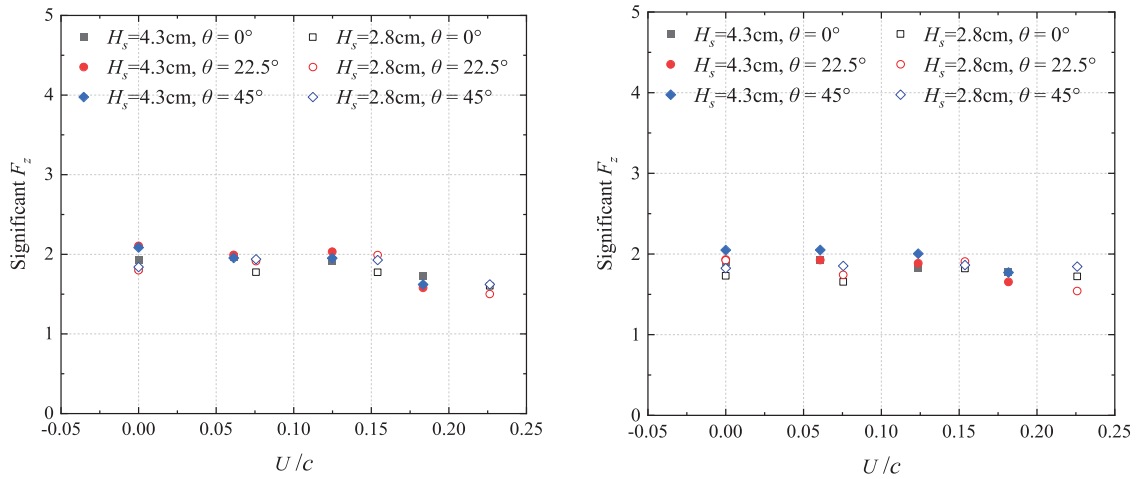 5
H_s=4.3cm, θ = 0°
H_s=2.8cm, θ = 0°
H_s=4.3cm, θ = 22.5°
H_s=2.8cm, θ = 22.5°
H_s=4.3cm, θ = 45°
H_s=2.8cm, θ = 45°
4
3
2
1
0
Significant F_z
-0.05
0.00
0.05
0.10
0.15
0.20
0.25
U/c
5
H_s=4.3cm, θ = 0°
H_s=2.8cm, θ = 0°
H_s=4.3cm, θ = 22.5°
H_s=2.8cm, θ = 22.5°
H_s=4.3cm, θ = 45°
H_s=2.8cm, θ = 45°
4
3
2
1
0
Significant F_z
-0.05
0.00
0.05
0.10
0.15
0.20
0.25
U/c